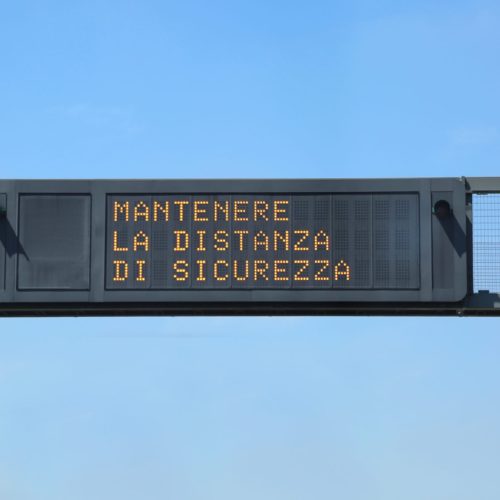 MANTENERE
LA DISTANZA
DI SICUREZZA